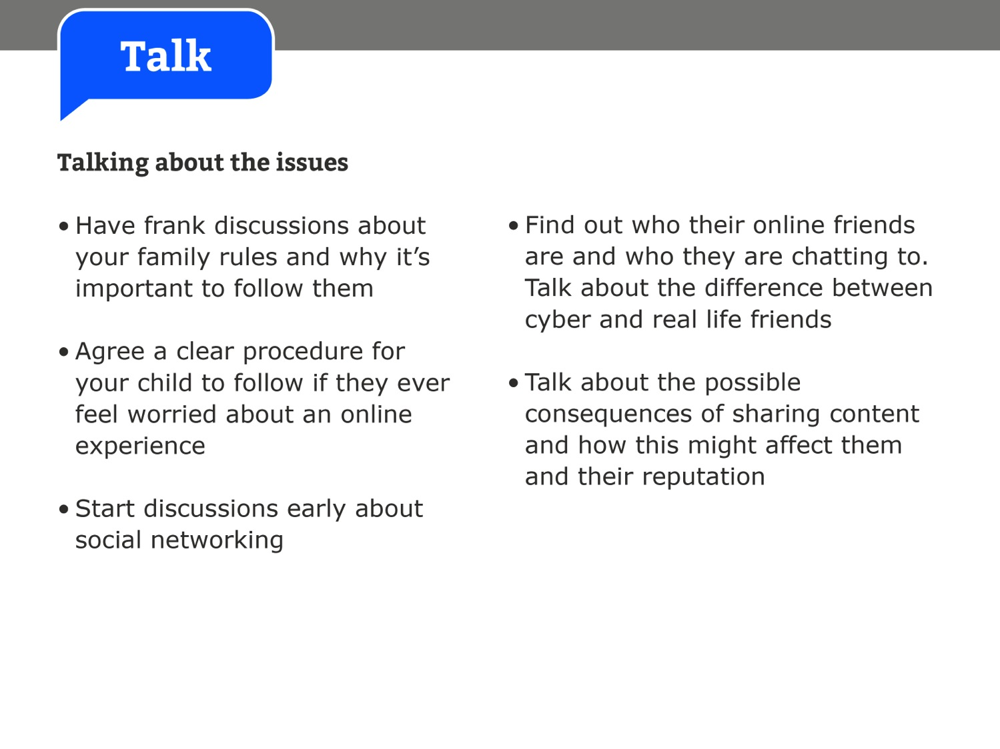 Talk
Talking about the issues
• Have frank discussions about
your family rules and why it’s
important to follow them
• Agree a clear procedure for
your child to follow if they ever
feel worried about an online
experience
• Start discussions early about
social networking
• Find out who their online friends
are and who they are chatting to.
Talk about the difference between
cyber and real life friends
• Talk about the possible
consequences of sharing content
and how this might affect them
and their reputation